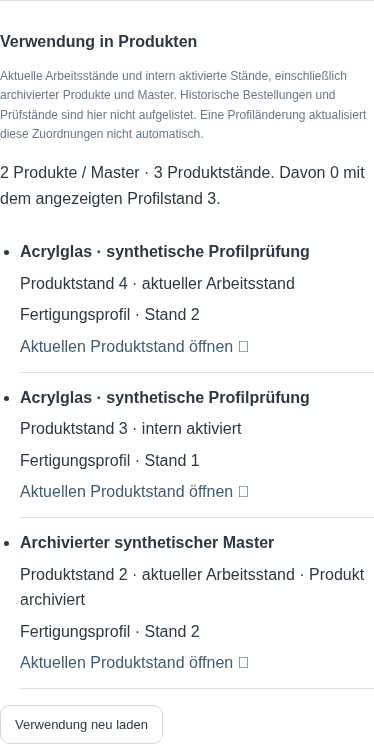 Verwendung in Produkten
Aktuelle Arbeitsstände und intern aktivierte Stände, einschließlich
archivierter Produkte und Master. Historische Bestellungen und
Prüfstände sind hier nicht aufgelistet. Eine Profiländerung aktualisiert
diese Zuordnungen nicht automatisch.
2 Produkte / Master · 3 Produktstände. Davon 0 mit
dem angezeigten Profilstand 3.
• Acrylglas · synthetische Profilprüfung
Produktstand 4 · aktueller Arbeitsstand
Fertigungsprofil · Stand 2
Aktuellen Produktstand öffnen
• Acrylglas · synthetische Profilprüfung
Produktstand 3 · intern aktiviert
Fertigungsprofil · Stand 1
Aktuellen Produktstand öffnen
• Archivierter synthetischer Master
Produktstand 2 · aktueller Arbeitsstand · Produkt
archiviert
Fertigungsprofil · Stand 2
Aktuellen Produktstand öffnen
Verwendung neu laden